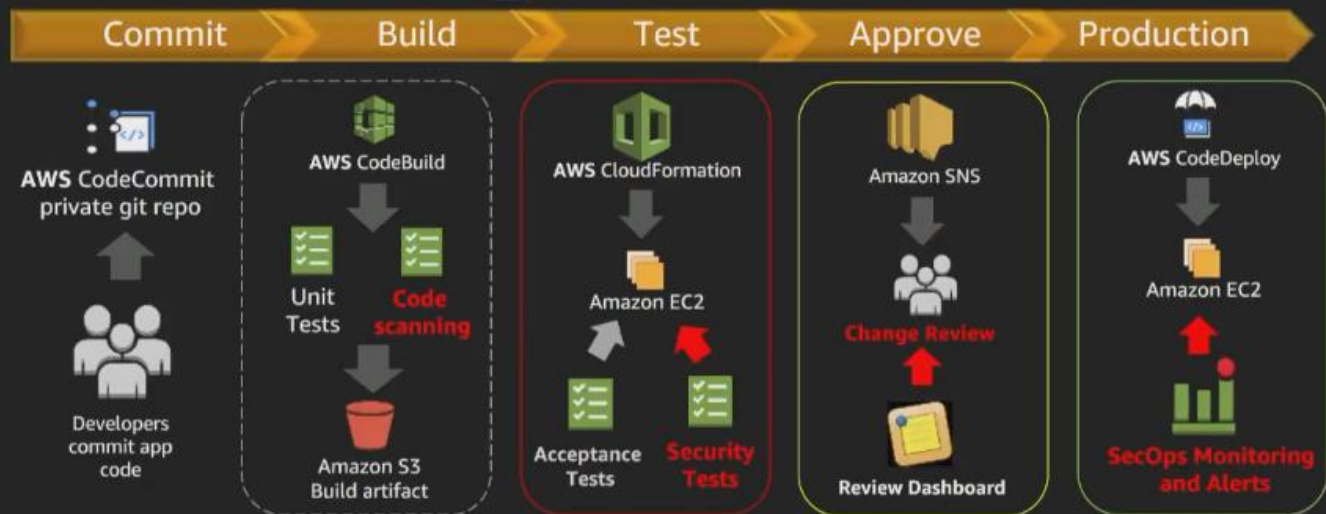 Commit
Build
Test
Approve
Production
</>
AWS CodeCommit
private git repo
Developers
commit app
code
AWS CodeBuild
Unit
Tests
Code
scanning
Amazon S3
Build artifact
AWS CloudFormation
Amazon EC2
Acceptance
Tests
Security
Tests
Amazon SNS
Change Review
Review Dashboard
</>
AWS CodeDeploy
Amazon EC2
SecOps Monitoring
and Alerts